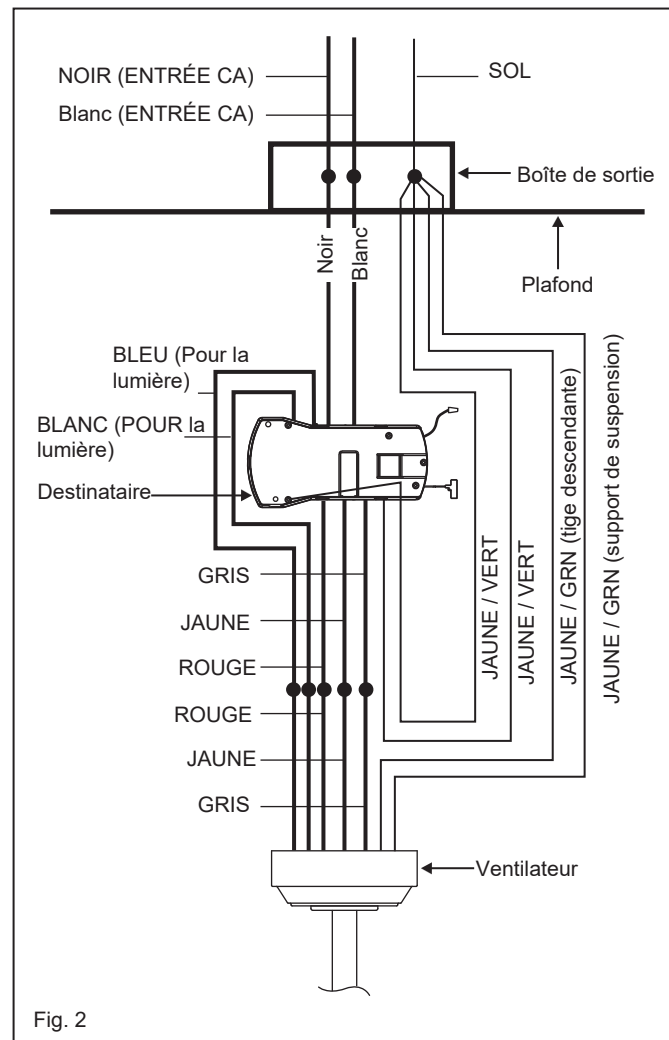 NOIR (ENTRÉE CA)
SOL
Blanc (ENTRÉE CA)
Boîte de sortie
Noir
Blanc
Plafond
BLEU (Pour la
lumière)
BLANC (POUR la
lumière)
Destinataire
GRIS
JAUNE
ROUGE
ROUGE
JAUNE
GRIS
JAUNE / VERT
JAUNE / VERT
JAUNE / GRN (tige descendante)
JAUNE / GRN (support de suspension)
Ventilateur
Fig. 2